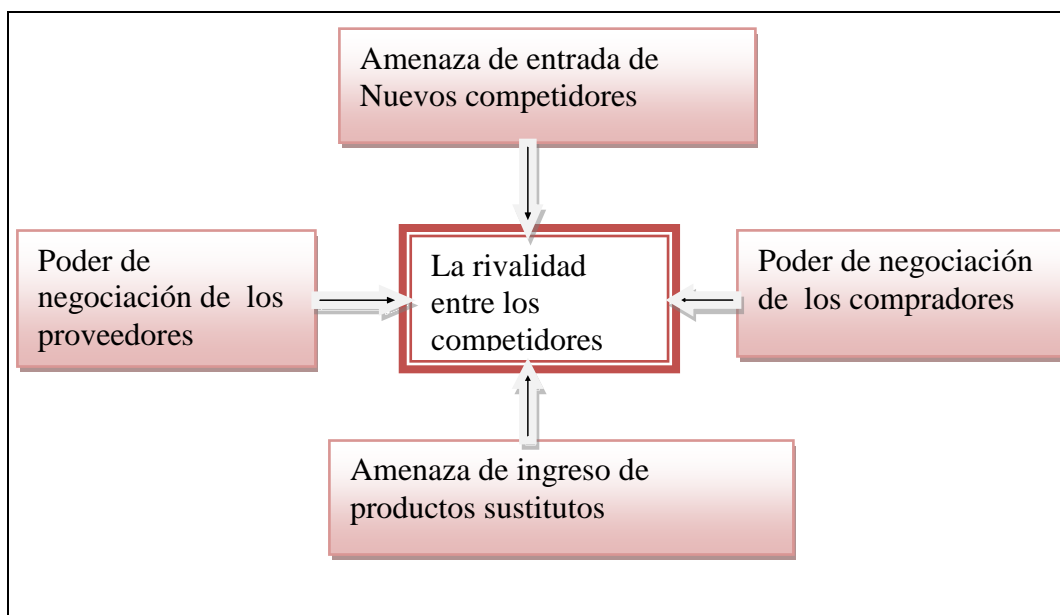 Amenaza de entrada de
Nuevos competidores
Poder de
negociación de los
proveedores
La rivalidad
entre los
competidores
Poder de negociación
de los compradores
Amenaza de ingreso de
productos sustitutos